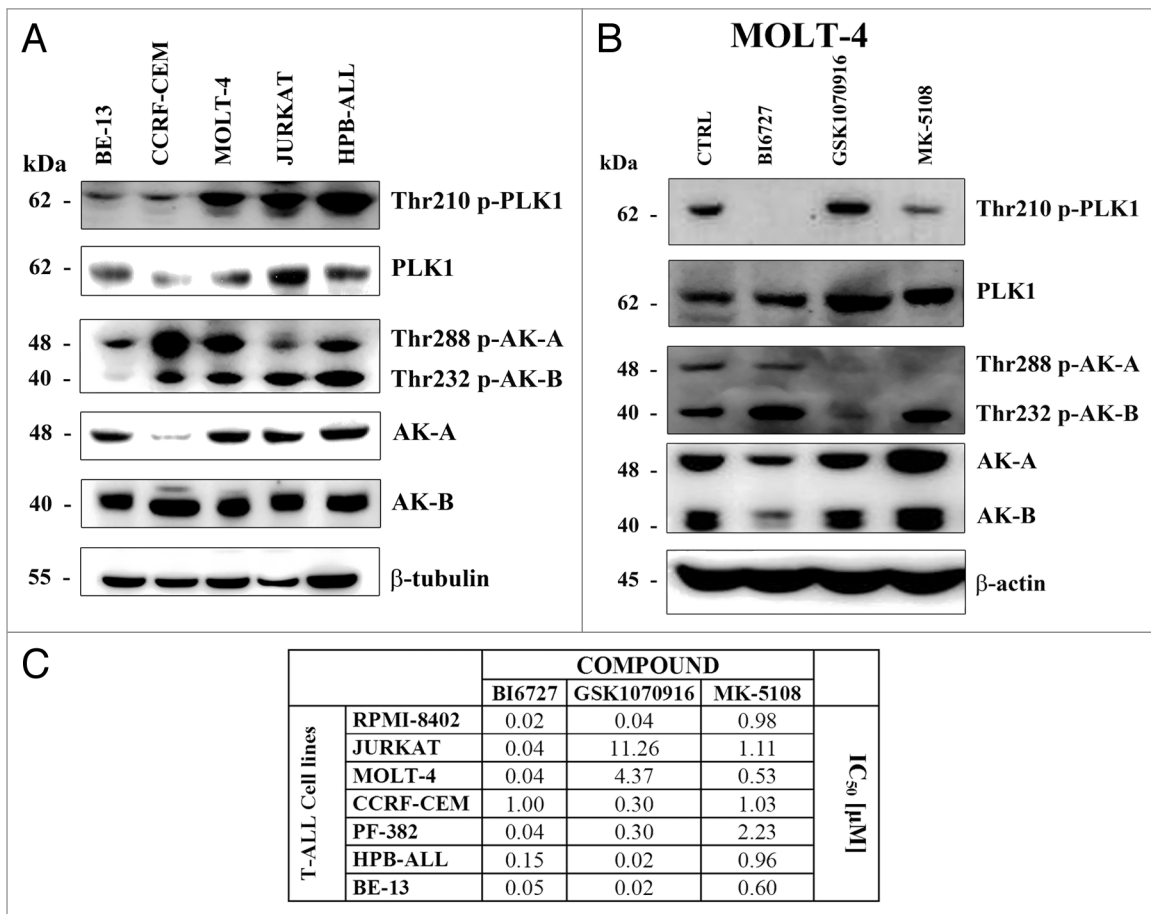 A
BE-13
CCRF-CEM
MOLT-4
JURKAT
HPB-ALL
kDa
62 - Thr210 p-PLK1
62 - PLK1
48 - Thr288 p-AK-A
40 - Thr232 p-AK-B
48 - AK-A
40 - AK-B
55 - β-tubulin
B
MOLT-4
CTRL
BI6727
GSK1070916
MK-5108
kDa
62 - Thr210 p-PLK1
62 - PLK1
48 - Thr288 p-AK-A
40 - Thr232 p-AK-B
48 - AK-A
40 - AK-B
45 - β-actin
C
COMPOUND
BI6727 GSK1070916 MK-5108
T-ALL Cell lines
RPMI-8402 0.02 0.04 0.98
JURKAT 0.04 11.26 1.11
MOLT-4 0.04 4.37 0.53
CCRF-CEM 1.00 0.30 1.03
PF-382 0.04 0.30 2.23
HPB-ALL 0.15 0.02 0.96
BE-13 0.05 0.02 0.60
IC₅₀ [µM]